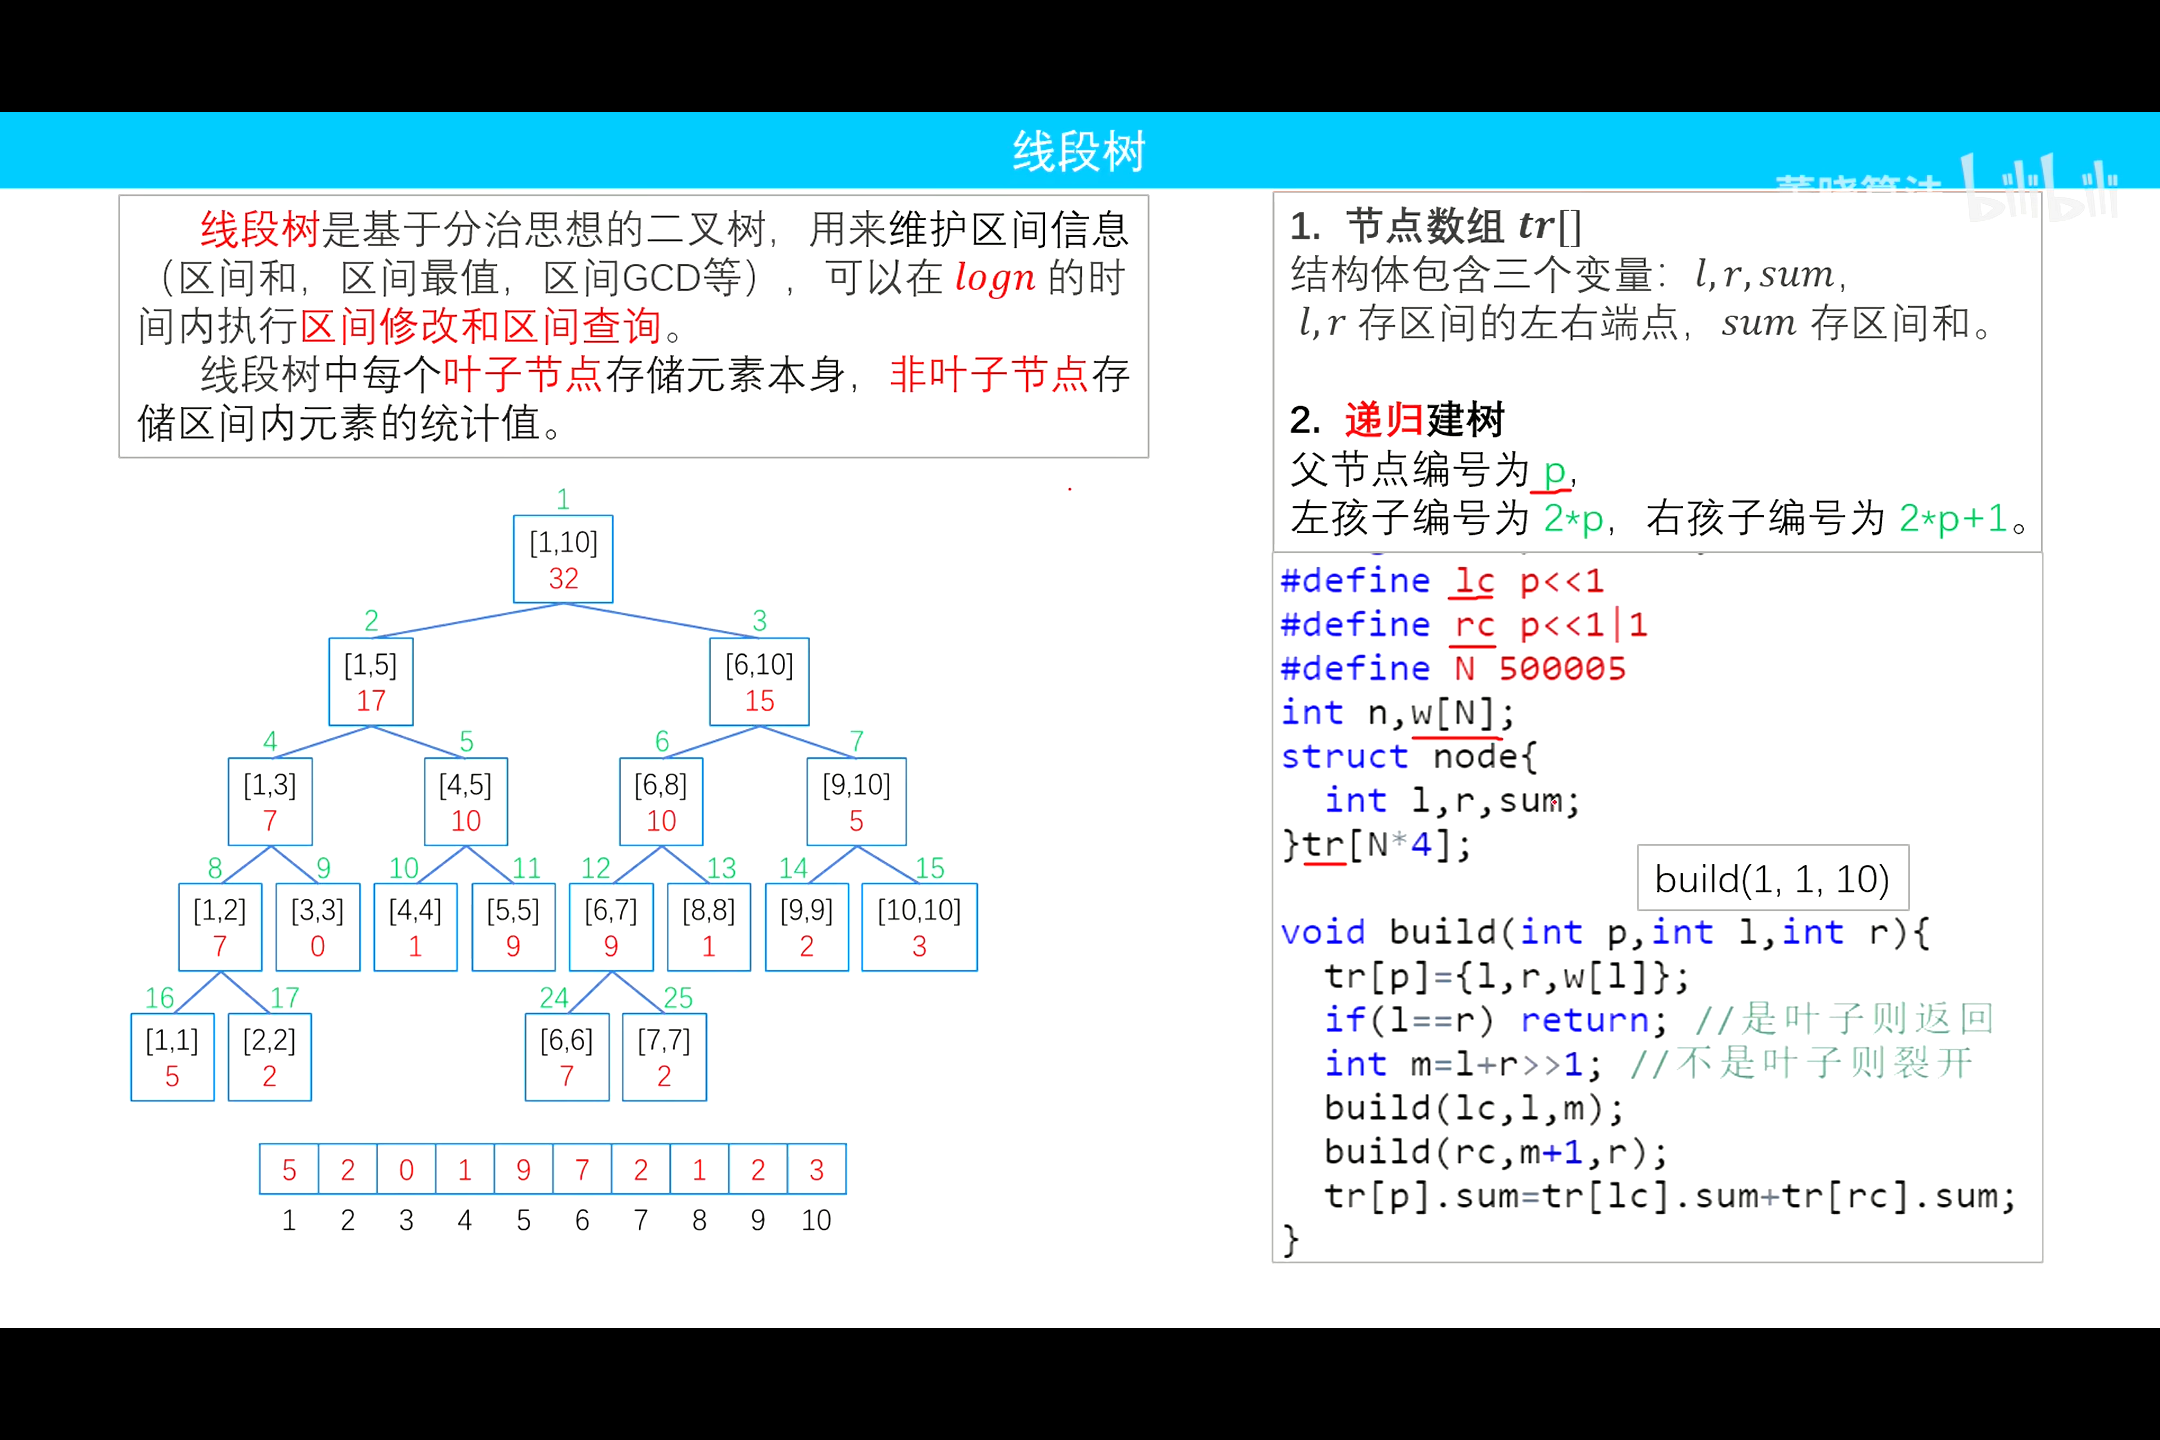 线段树
董晓算法 bilibili
线段树是基于分治思想的二叉树，用来维护区间信息
（区间和，区间最值，区间GCD等），可以在 logn 的时
间内执行区间修改和区间查询。
线段树中每个叶子节点存储元素本身，非叶子节点存
储区间内元素的统计值。
1
[1,10]
32
2 3
[1,5] [6,10]
17 15
4 5 6 7
[1,3] [4,5] [6,8] [9,10]
7 10 10 5
8 9 10 11 12 13 14 15
[1,2] [3,3] [4,4] [5,5] [6,7] [8,8] [9,9] [10,10]
7 0 1 9 9 1 2 3
16 17 24 25
[1,1] [2,2] [6,6] [7,7]
5 2 7 2
5 2 0 1 9 7 2 1 2 3
1 2 3 4 5 6 7 8 9 10
1. 节点数组 tr[]
结构体包含三个变量：l,r,sum，
l,r 存区间的左右端点，sum 存区间和。
2. 递归建树
父节点编号为 p，
左孩子编号为 2*p，右孩子编号为 2*p+1。
#define lc p<<1
#define rc p<<1|1
#define N 500005
int n,w[N];
struct node{
int l,r,sum;
}tr[N*4];
build(1, 1, 10)
void build(int p,int l,int r){
tr[p]={l,r,w[l]};
if(l==r) return; //是叶子则返回
int m=l+r>>1; //不是叶子则裂开
build(lc,l,m);
build(rc,m+1,r);
tr[p].sum=tr[lc].sum+tr[rc].sum;
}